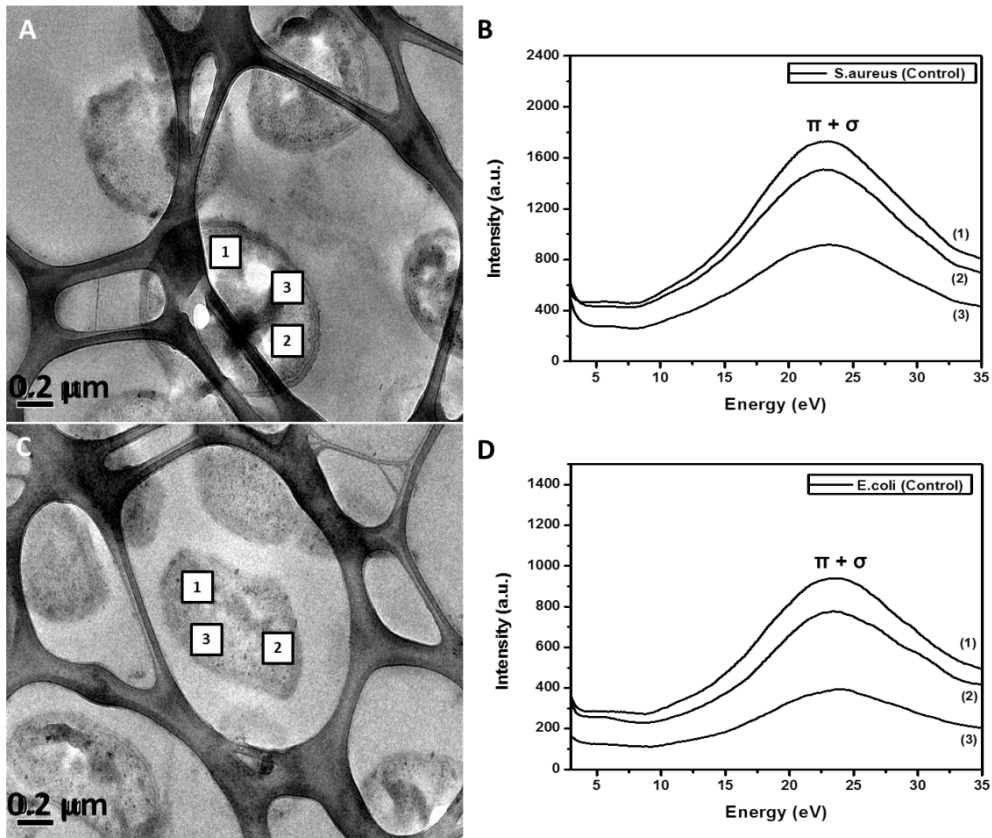 A
1
3
2
0.2 µm
B
Intensity (a.u.)
2400
2000
1600
1200
800
400
0
S.aureus (Control)
π + σ
(1)
(2)
(3)
5 10 15 20 25 30 35
Energy (eV)
C
1
3
2
0.2 µm
D
Intensity (a.u.)
1400
1200
1000
800
600
400
200
0
E.coli (Control)
π + σ
(1)
(2)
(3)
5 10 15 20 25 30 35
Energy (eV)